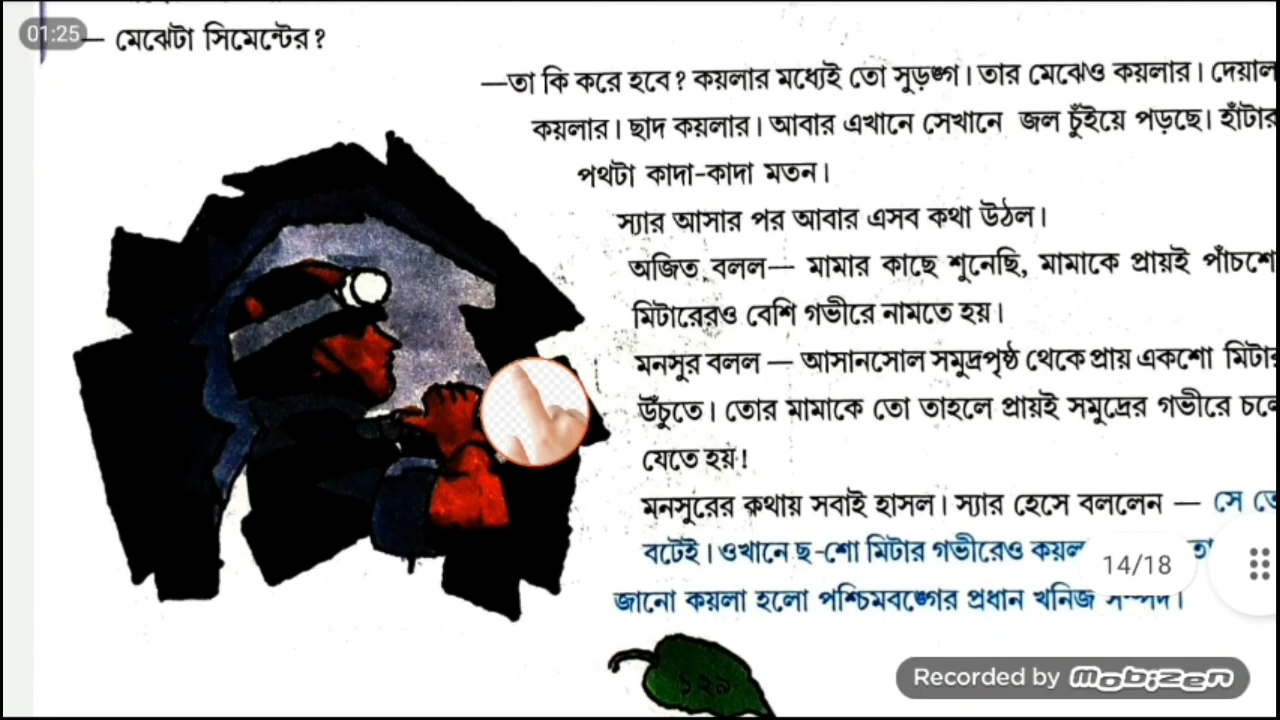 01:25
— মেঝেটা সিমেন্টের?
—তা কি করে হবে? কয়লার মধ্যেই তো সুড়ঙ্গ। তার মেঝেও কয়লার। দেয়াল
কয়লার। ছাদ কয়লার। আবার এখানে সেখানে জল চুঁইয়ে পড়ছে। হাঁটার
পথটা কাদা-কাদা মতন।
স্যার আসার পর আবার এসব কথা উঠল।
অজিত বলল— মামার কাছে শুনেছি, মামাকে প্রায়ই পাঁচশো
মিটারেরও বেশি গভীরে নামতে হয়।
মনসুর বলল — আসানসোল সমুদ্রপৃষ্ঠ থেকে প্রায় একশো মিটার
উঁচুতে। তোর মামাকে তো তাহলে প্রায়ই সমুদ্রের গভীরে চলে
যেতে হয়!
মনসুরের কথায় সবাই হাসল। স্যার হেসে বললেন — সে
বটেই। ওখানে ছ-শো মিটার গভীরেও
14/18
জানো কয়লা হলো পশ্চিমবঙ্গের প্রধান খনিজ
১২৯
Recorded by Mobizen